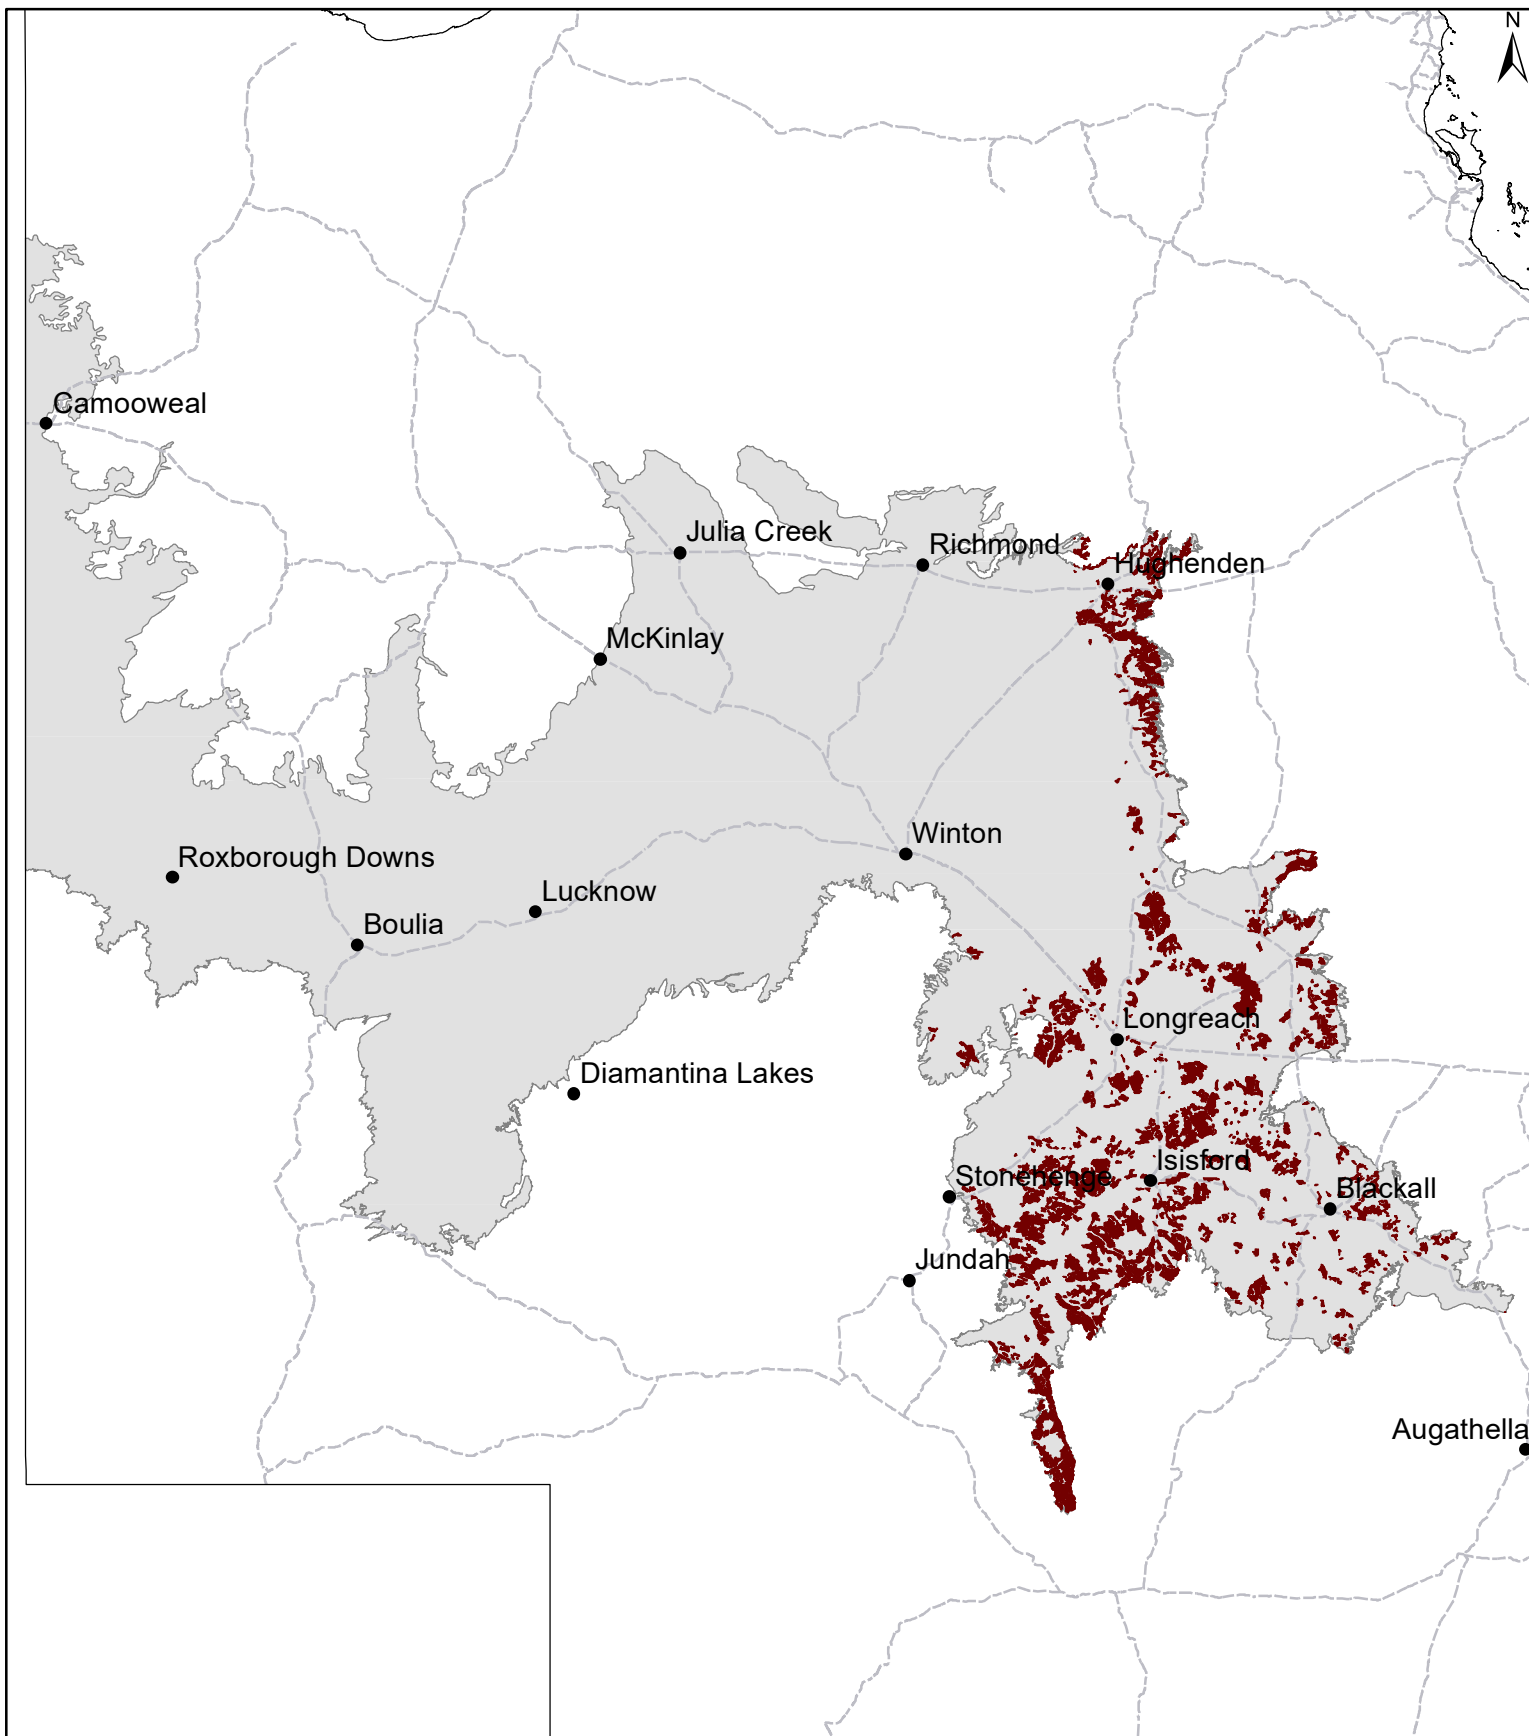 N
Camooweal
Julia Creek
Richmond
Hughenden
McKinlay
Winton
Roxborough Downs
Lucknow
Boulia
Longreach
Diamantina Lakes
Isisford
Stonehenge
Blackall
Jundah
Augathella